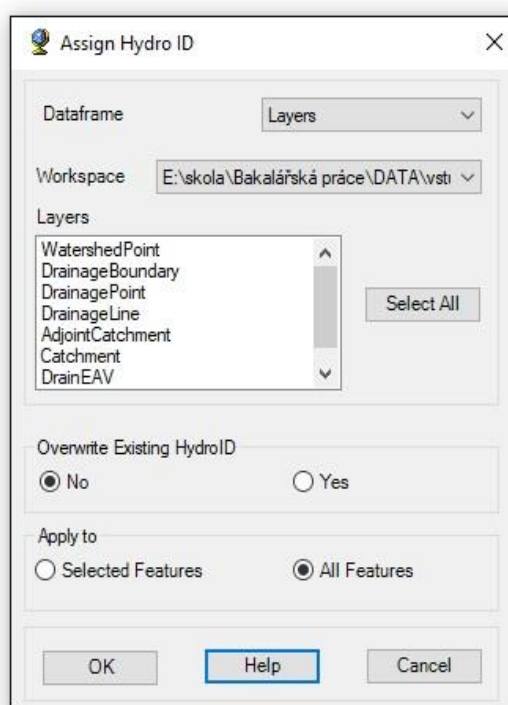 Assign Hydro ID
Dataframe
Layers
Workspace
E:\skola\Bakalářská práce\DATA\vstu
Layers
WatershedPoint
DrainageBoundary
DrainagePoint
DrainageLine
AdjointCatchment
Catchment
DrainEAV
Select All
Overwrite Existing HydroID
No
Yes
Apply to
Selected Features
All Features
OK
Help
Cancel